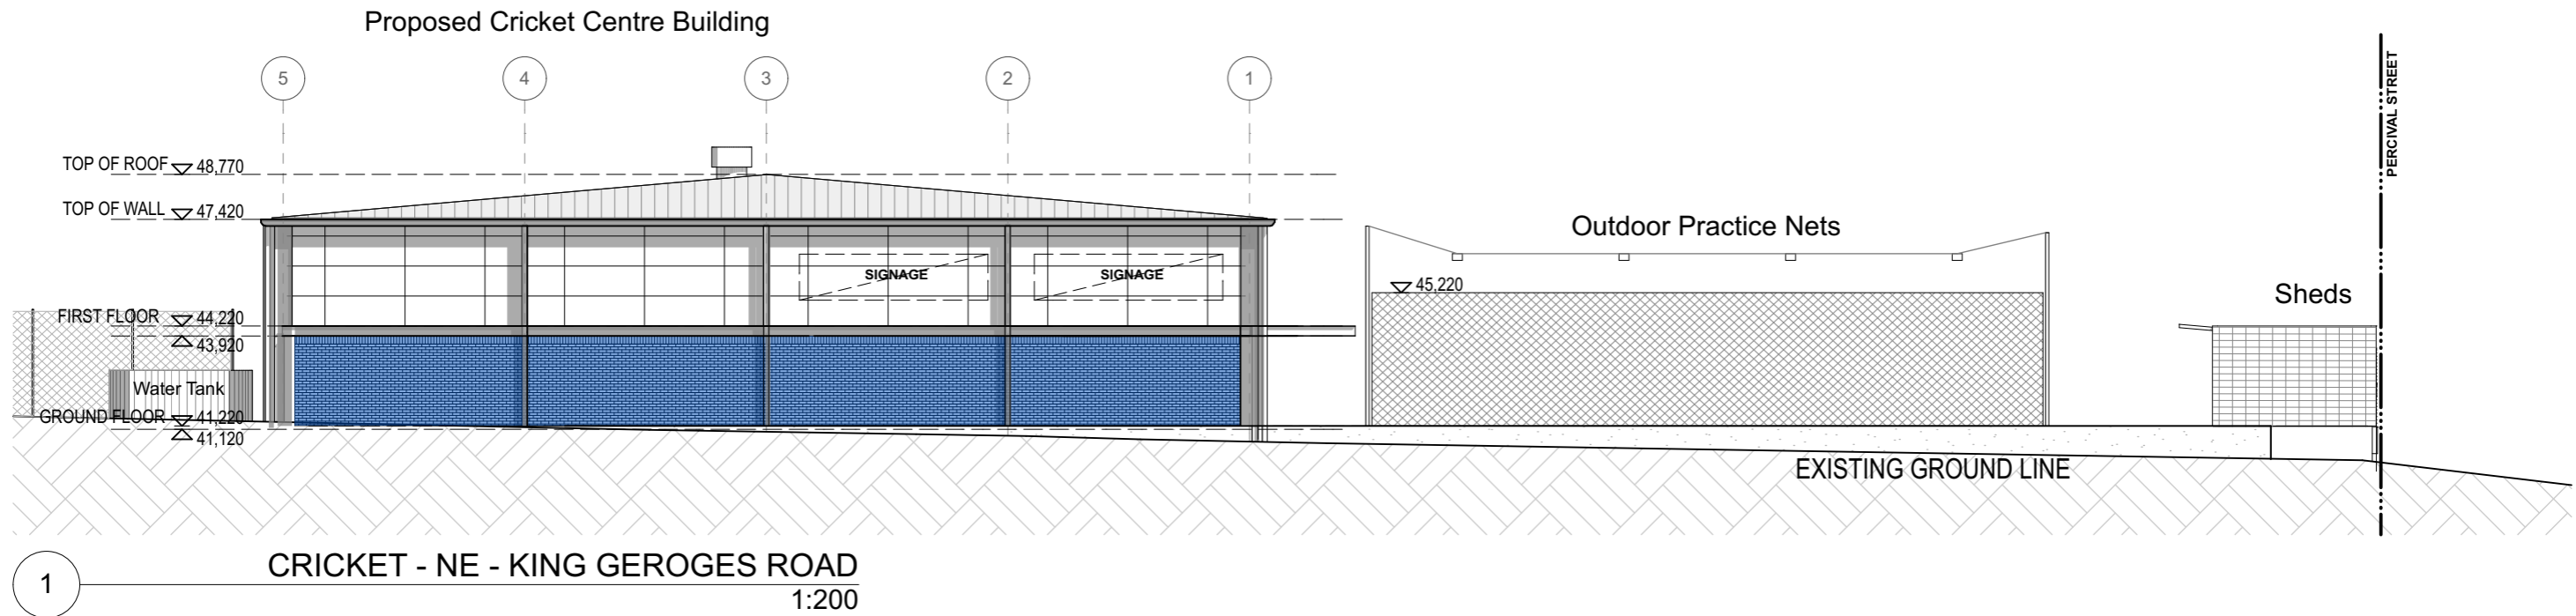 Proposed Cricket Centre Building
5 4 3 2 1
PERCIVAL STREET
TOP OF ROOF 48,770
TOP OF WALL 47,420
Outdoor Practice Nets
SIGNAGE SIGNAGE
45,220
Sheds
FIRST FLOOR 44,220
43,920
Water Tank
GROUND FLOOR 41,220
41,120
EXISTING GROUND LINE
1 CRICKET - NE - KING GEROGES ROAD
1:200